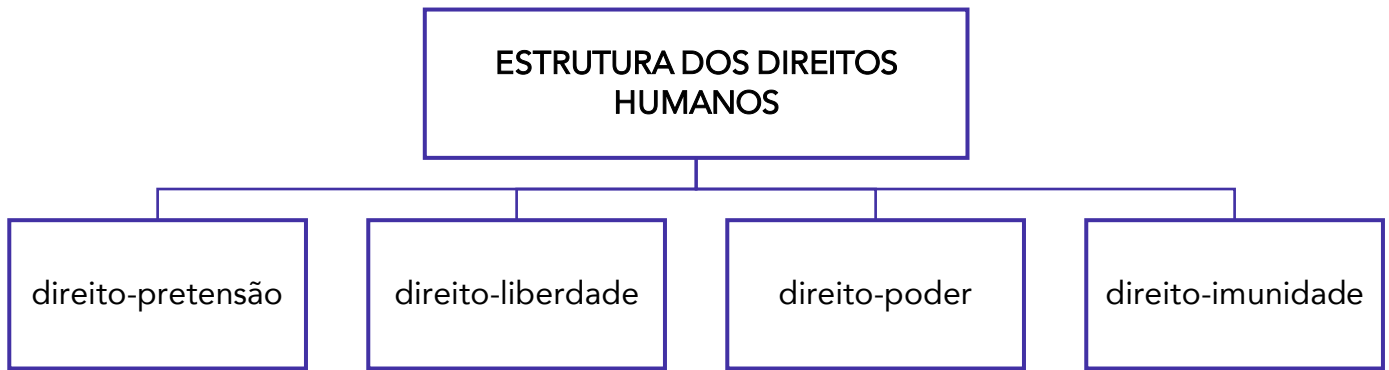 ESTRUTURA DOS DIREITOS
HUMANOS
direito-pretensão
direito-liberdade
direito-poder
direito-imunidade